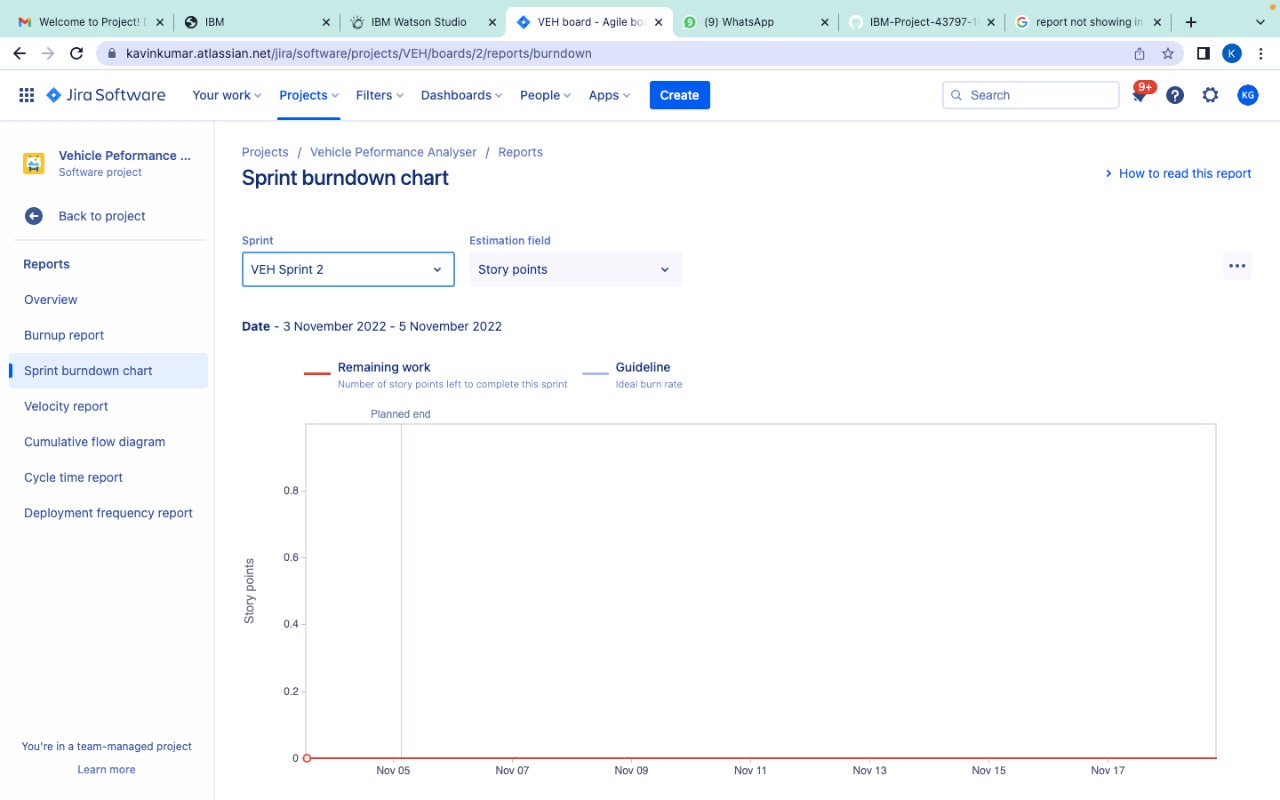 Welcome to Project!
IBM
IBM Watson Studio
VEH board - Agile boa
(9) WhatsApp
IBM-Project-43797-1
report not showing in
kavinkumar.atlassian.net/jira/software/projects/VEH/boards/2/reports/burndown
K
Jira Software
Your work
Projects
Filters
Dashboards
People
Apps
Create
Search
9+
KG
Vehicle Peformance ...
Software project
Back to project
Reports
Overview
Burnup report
Sprint burndown chart
Velocity report
Cumulative flow diagram
Cycle time report
Deployment frequency report
You're in a team-managed project
Learn more
Projects / Vehicle Peformance Analyser / Reports
Sprint burndown chart
How to read this report
Sprint
VEH Sprint 2
Estimation field
Story points
Date - 3 November 2022 - 5 November 2022
Remaining work
Number of story points left to complete this sprint
Guideline
Ideal burn rate
Planned end
Story points
0.8
0.6
0.4
0.2
0
Nov 05
Nov 07
Nov 09
Nov 11
Nov 13
Nov 15
Nov 17